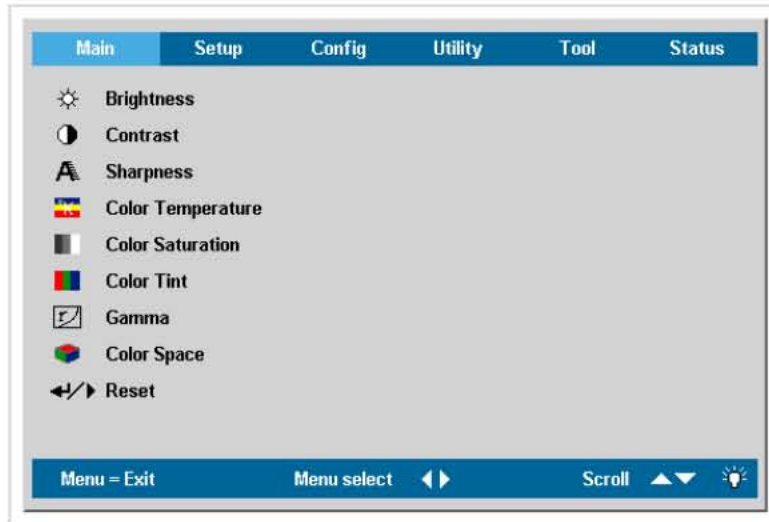 Main Setup Config Utility Tool Status
Brightness
Contrast
Sharpness
Color Temperature
Color Saturation
Color Tint
Gamma
Color Space
Reset
Menu = Exit Menu select Scroll